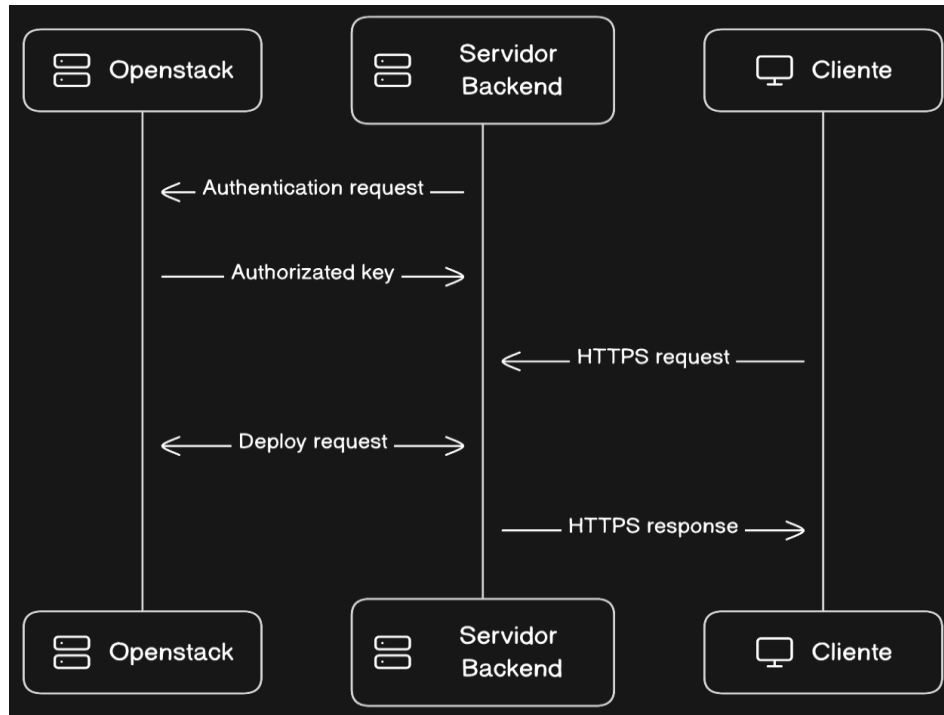 Openstack
Servidor
Backend
Cliente
Authentication request
Authorizated key
HTTPS request
Deploy request
HTTPS response
Openstack
Servidor
Backend
Cliente